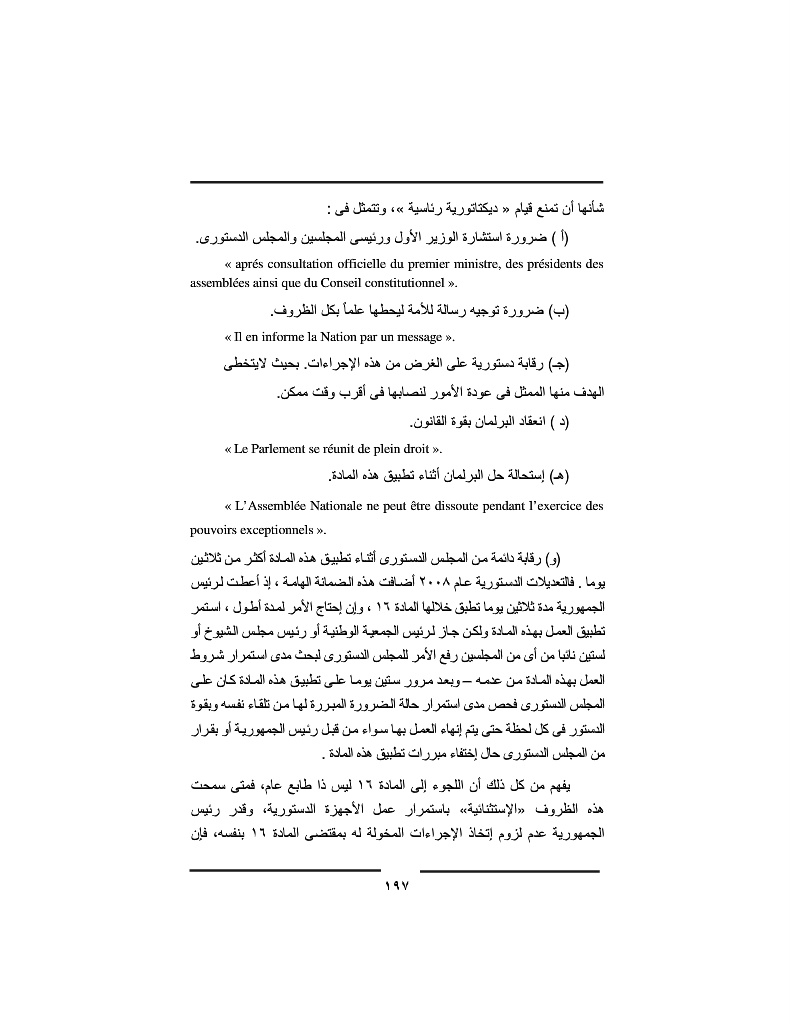 شأنها أن تمنع قيام « ديكتاتورية رئاسية »، وتتمثل فى :
(أ ) ضرورة استشارة الوزير الأول ورئيسى المجلسين والمجلس الدستورى.
« aprés consultation officielle du premier ministre, des présidents des
assemblées ainsi que du Conseil constitutionnel ».
(ب) ضرورة توجيه رسالة للأمة ليحطها علماً بكل الظروف.
« Il en informe la Nation par un message ».
(جـ) رقابة دستورية على الغرض من هذه الإجراءات. بحيث لايتخطى
الهدف منها الممثل فى عودة الأمور لنصابها فى أقرب وقت ممكن.
(د ) انعقاد البرلمان بقوة القانون.
« Le Parlement se réunit de plein droit ».
(هـ) إستحالة حل البرلمان أثناء تطبيق هذه المادة.
« L’Assemblée Nationale ne peut être dissoute pendant l’exercice des
pouvoirs exceptionnels ».
(و) رقابة دائمة من المجلس الدستورى أثناء تطبيق هذه المادة أكثر من ثلاثين
يوما . فالتعديلات الدستورية عام ٢٠٠٨ أضافت هذه الضمانة الهامة ، إذ أعطت لرئيس
الجمهورية مدة ثلاثين يوما تطبق خلالها المادة ١٦ ، وإن إحتاج الأمر لمدة أطول ، استمر
تطبيق العمل بهذه المادة ولكن جاز لرئيس الجمعية الوطنية أو رئيس مجلس الشيوخ أو
لستين نائبا من أى من المجلسين رفع الأمر للمجلس الدستورى لبحث مدى استمرار شروط
العمل بهذه المادة من عدمه – وبعد مرور ستين يوما على تطبيق هذه المادة كان على
المجلس الدستورى فحص مدى استمرار حالة الضرورة المبررة لها من تلقاء نفسه وبقوة
الدستور فى كل لحظة حتى يتم إنهاء العمل بها سواء من قبل رئيس الجمهورية أو بقرار
من المجلس الدستورى حال إختفاء مبررات تطبيق هذه المادة .
يفهم من كل ذلك أن اللجوء إلى المادة ١٦ ليس ذا طابع عام، فمتى سمحت
هذه الظروف «الإستثنائية» باستمرار عمل الأجهزة الدستورية، وقدر رئيس
الجمهورية عدم لزوم إتخاذ الإجراءات المخولة له بمقتضى المادة ١٦ بنفسه، فإن
١٩٧